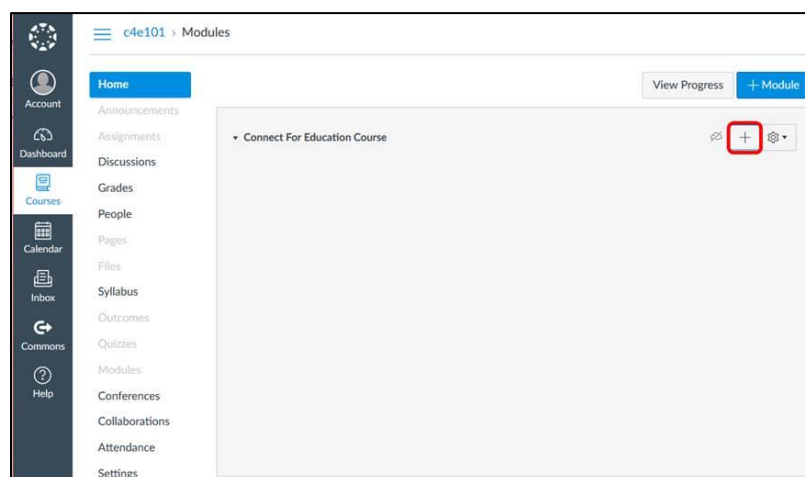 c4e101 > Modules
Account
Dashboard
Courses
Calendar
Inbox
Commons
Help
Home
Announcements
Assignments
Discussions
Grades
People
Pages
Files
Syllabus
Outcomes
Quizzes
Modules
Conferences
Collaborations
Attendance
Settings
View Progress
+ Module
Connect For Education Course